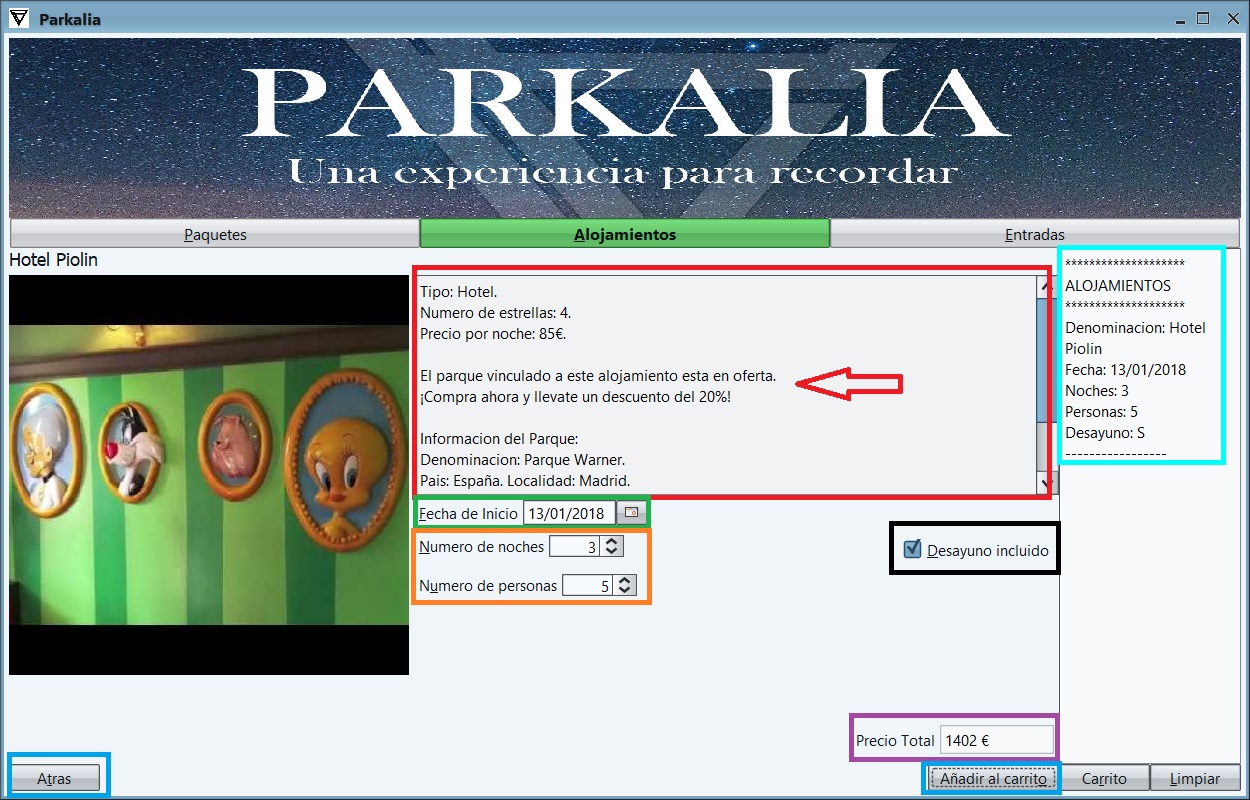 Parkalia
PARKALIA
Una experiencia para recordar
Paquetes
Alojamientos
Entradas
Hotel Piolin
Tipo: Hotel.
Numero de estrellas: 4.
Precio por noche: 85€.
El parque vinculado a este alojamiento esta en oferta.
¡Compra ahora y llevate un descuento del 20%!
Informacion del Parque:
Denominacion: Parque Warner.
Pais: España. Localidad: Madrid.
Fecha de Inicio 13/01/2018
Numero de noches 3
Numero de personas 5
Desayuno incluido
Precio Total 1402 €
********************
ALOJAMIENTOS
********************
Denominacion: Hotel
Piolin
Fecha: 13/01/2018
Noches: 3
Personas: 5
Desayuno: S
-----------------
Atras
Añadir al carrito
Carrito
Limpiar